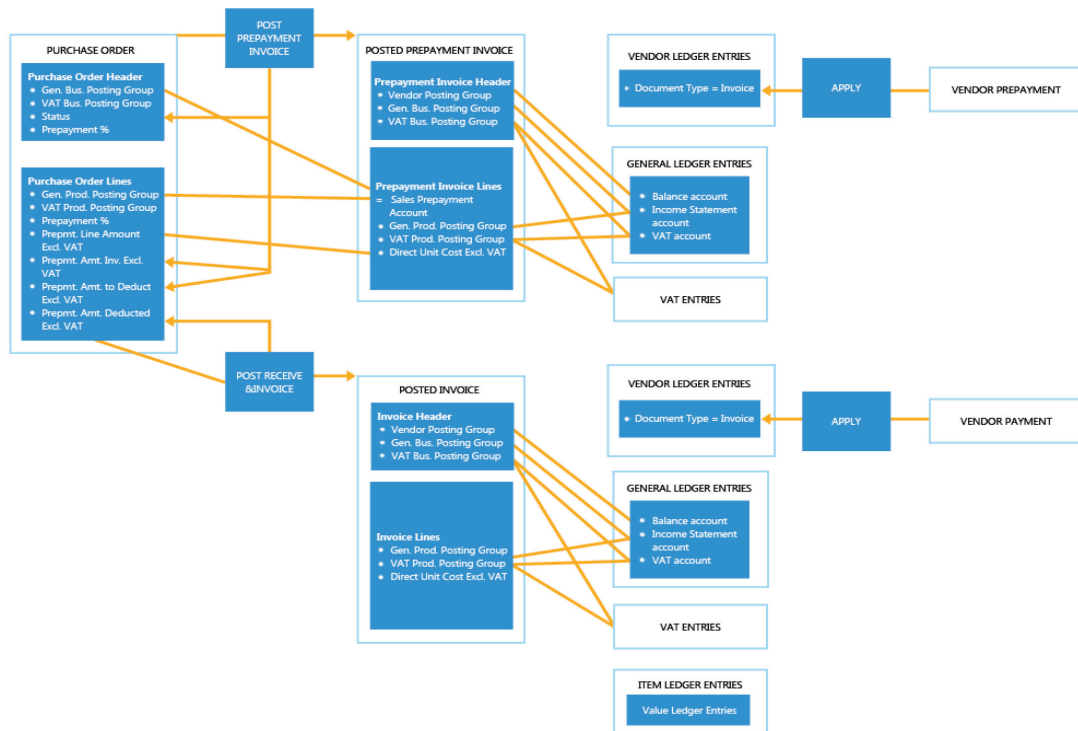 POST
PREPAYMENT
INVOICE
PURCHASE ORDER
Purchase Order Header
• Gen. Bus. Posting Group
• VAT Bus. Posting Group
• Status
• Prepayment %
Purchase Order Lines
• Gen. Prod. Posting Group
• VAT Prod. Posting Group
• Prepayment %
• Prepmt. Line Amount
Excl. VAT
• Prepmt. Amt. Inv. Excl.
VAT
• Prepmt. Amt. to Deduct
Excl. VAT
• Prepmt. Amt. Deducted
Excl. VAT
POSTED PREPAYMENT INVOICE
Prepayment Invoice Header
• Vendor Posting Group
• Gen. Bus. Posting Group
• VAT Bus. Posting Group
Prepayment Invoice Lines
= Sales Prepayment
Account
• Gen. Prod. Posting Group
• VAT Prod. Posting Group
• Direct Unit Cost Excl. VAT
VENDOR LEDGER ENTRIES
• Document Type = Invoice
APPLY
VENDOR PREPAYMENT
GENERAL LEDGER ENTRIES
• Balance account
• Income Statement
account
• VAT account
VAT ENTRIES
POST RECEIVE
&INVOICE
POSTED INVOICE
Invoice Header
• Vendor Posting Group
• Gen. Bus. Posting Group
• VAT Bus. Posting Group
Invoice Lines
• Gen. Prod. Posting Group
• VAT Prod. Posting Group
• Direct Unit Cost Excl. VAT
VENDOR LEDGER ENTRIES
• Document Type = Invoice
APPLY
VENDOR PAYMENT
GENERAL LEDGER ENTRIES
• Balance account
• Income Statement
account
• VAT account
VAT ENTRIES
ITEM LEDGER ENTRIES
Value Ledger Entries